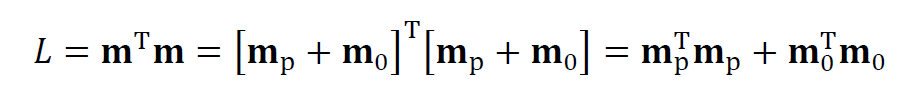 L = 𝐦ᵀ𝐦 = [𝐦ₚ + 𝐦₀]ᵀ[𝐦ₚ + 𝐦₀] = 𝐦ₚᵀ𝐦ₚ + 𝐦₀ᵀ𝐦₀